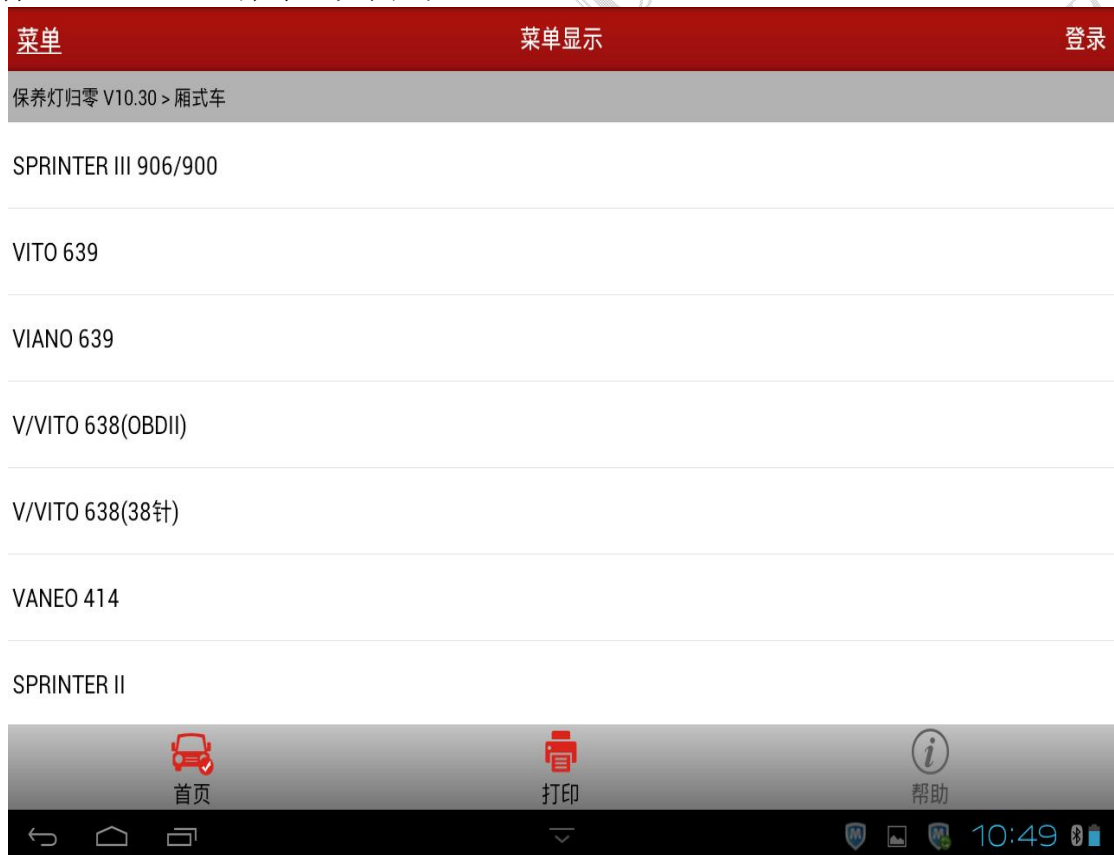 菜单 菜单显示 登录
保养灯归零 V10.30 > 厢式车
SPRINTER III 906/900
VITO 639
VIANO 639
V/VITO 638(OBDII)
V/VITO 638(38针)
VANEO 414
SPRINTER II
首页 打印 帮助
10:49